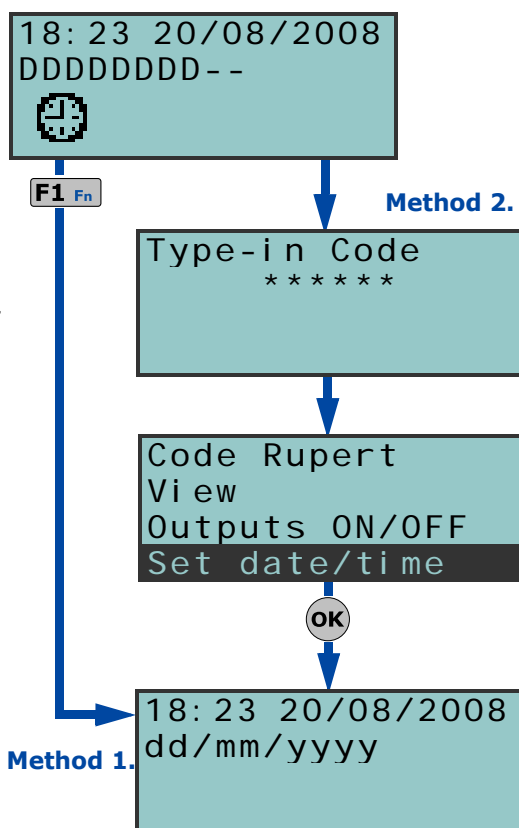 18:23 20/08/2008
DDDDDDDD--
F1 Fn
Method 2.
Type-in Code
******
Code Rupert
View
Outputs ON/OFF
Set date/time
OK
18:23 20/08/2008
dd/mm/yyyy
Method 1.